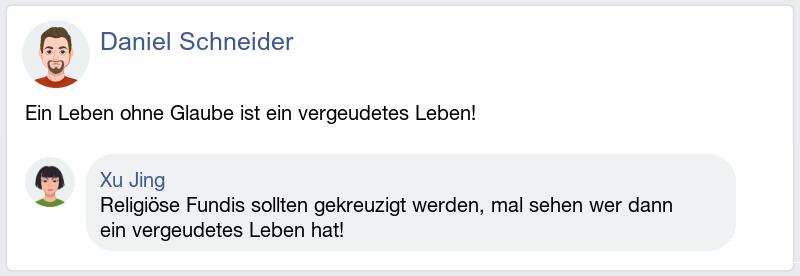 Daniel Schneider
Ein Leben ohne Glaube ist ein vergeudetes Leben!
Xu Jing
Religiöse Fundis sollten gekreuzigt werden, mal sehen wer dann
ein vergeudetes Leben hat!